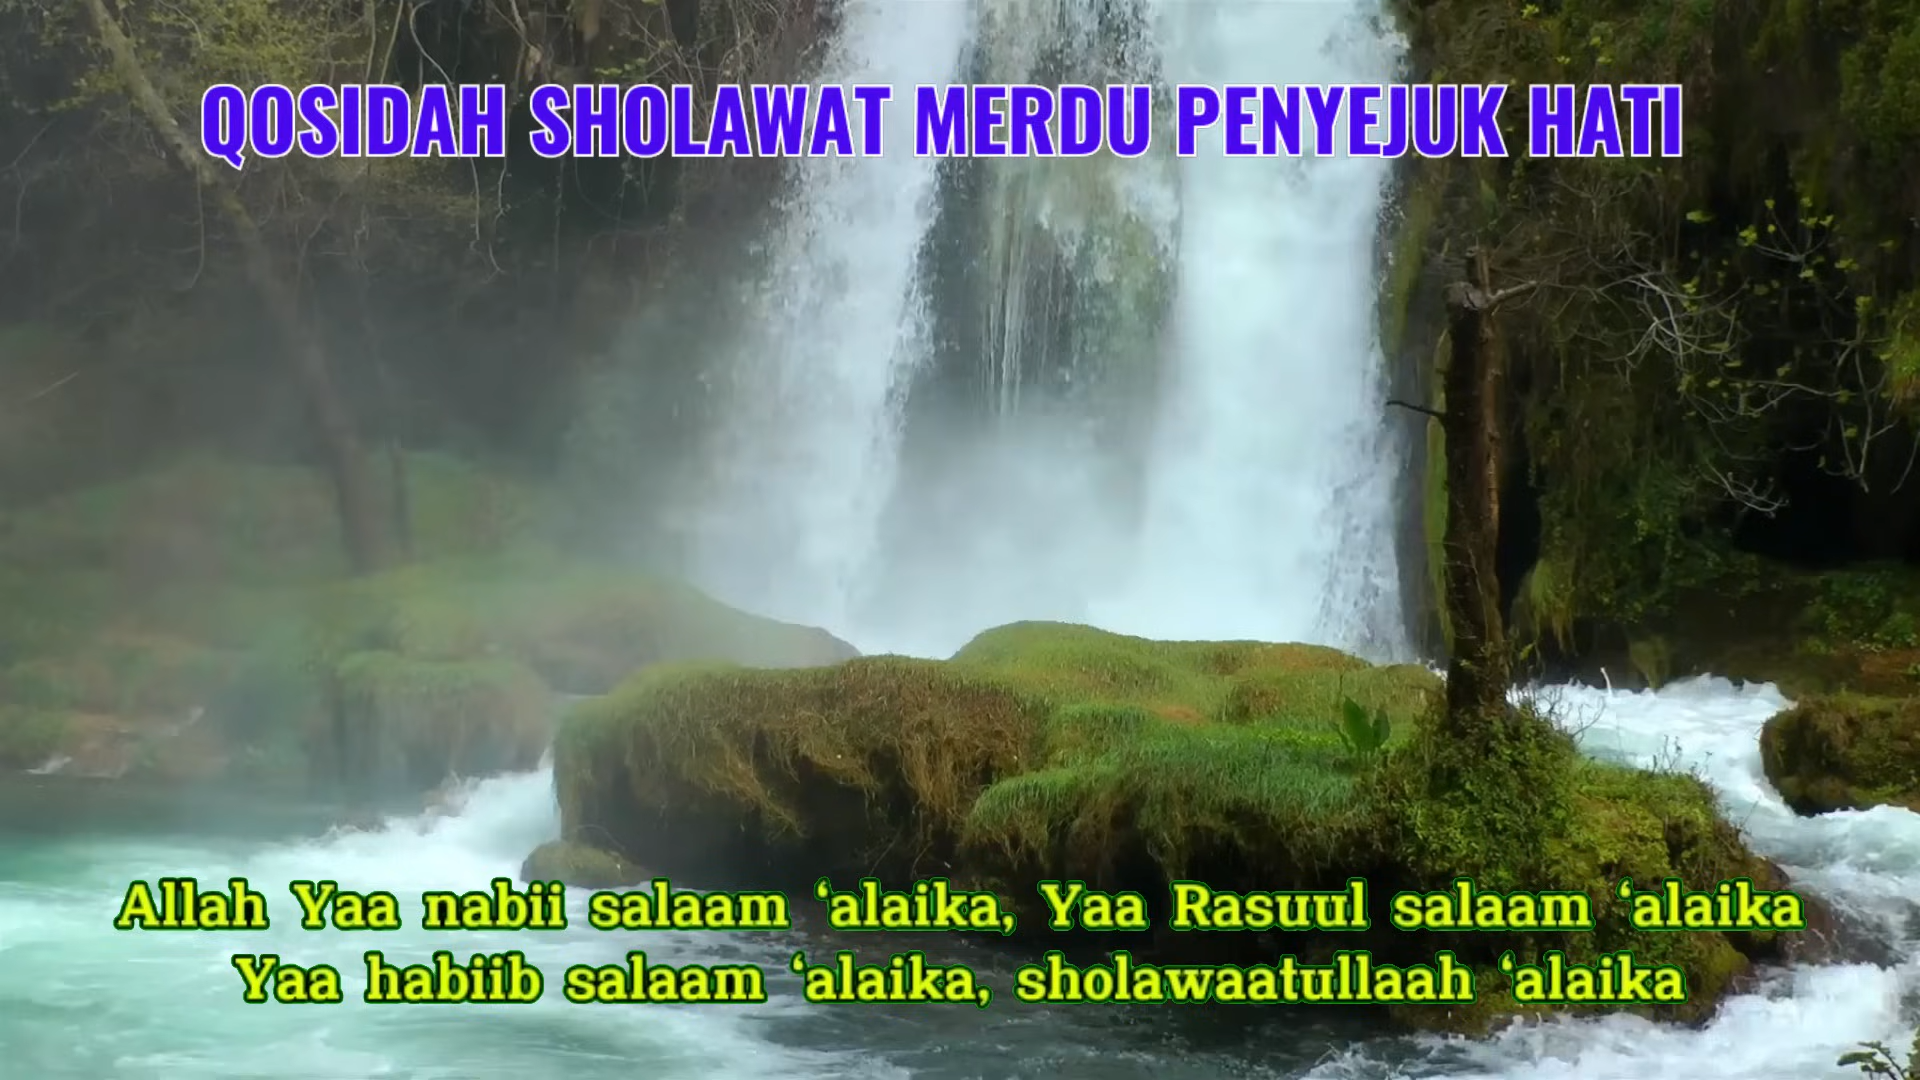 QOSIDAH SHOLAWAT MERDU PENYEJUK HATI
Allah Yaa nabii salaam ‘alaika, Yaa Rasuul salaam ‘alaika
Yaa habiib salaam ‘alaika, sholawaatullaah ‘alaika